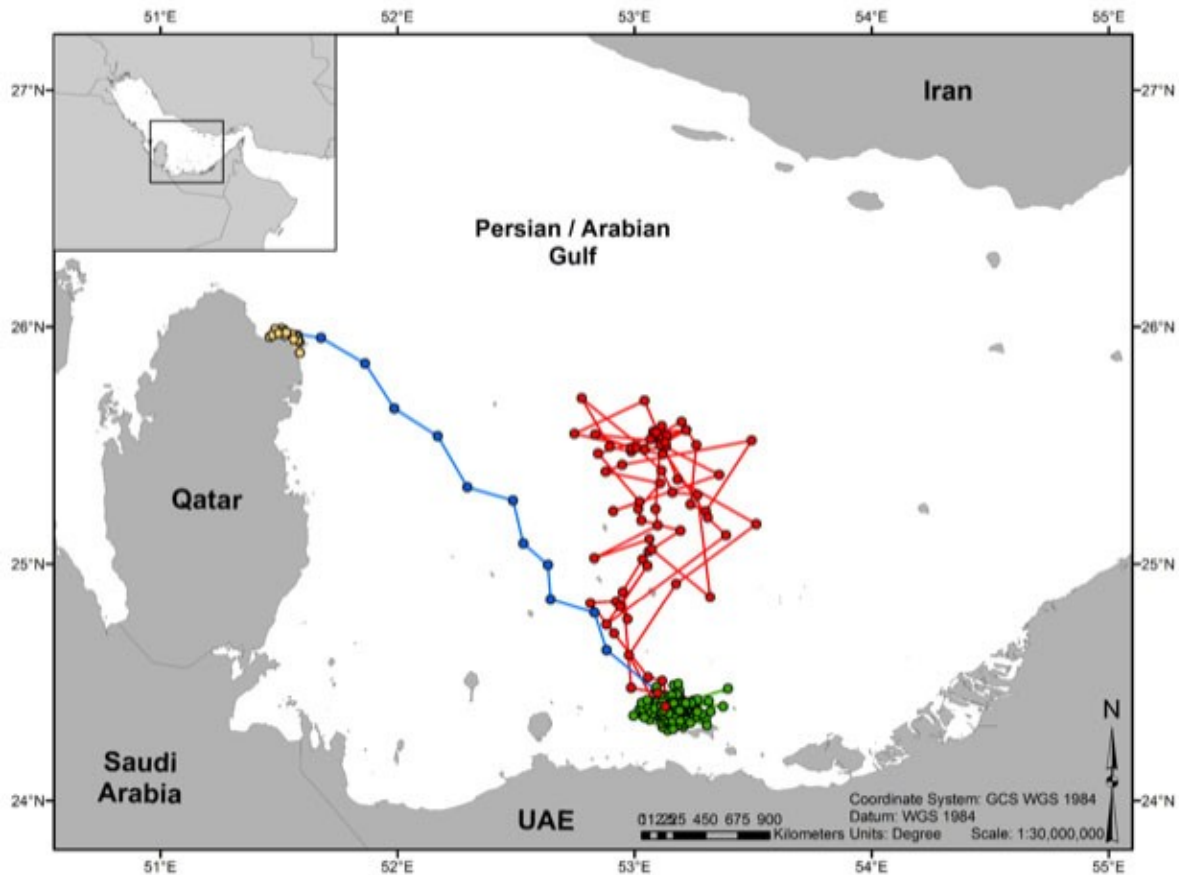 51°E 52°E 53°E 54°E 55°E
27°N 27°N
Iran
Persian / Arabian
Gulf
26°N 26°N
Qatar
25°N 25°N
N
Saudi
Arabia
24°N 24°N
UAE
Coordinate System: GCS WGS 1984
Datum: WGS 1984
450 675 900
Kilometers Units: Degree Scale: 1:30,000,000
51°E 52°E 53°E 54°E 55°E